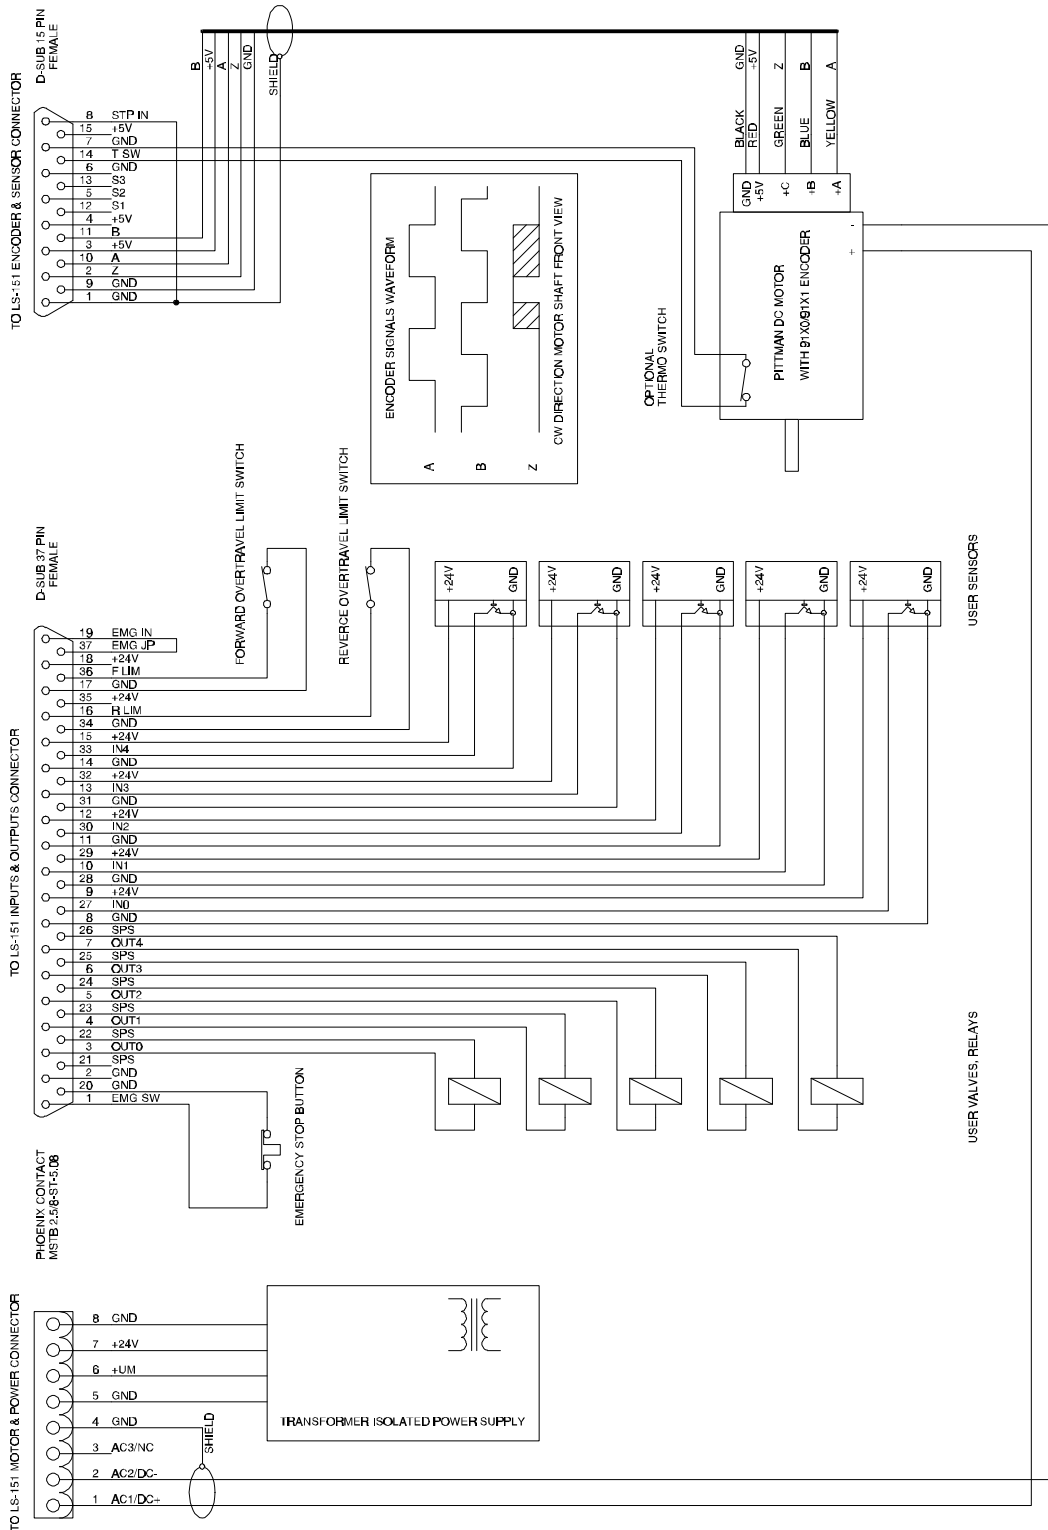 TO LS-151 ENCODER & SENSOR CONNECTOR
D-SUB 15 PIN
FEMALE
8 STP IN
15 +5V
7 GND
14 T SW
6 GND
13 S3
5 S2
12 S1
4 +5V
11 B
3 +5V
10 A
2 Z
9 GND
1 GND
B
+5V
A
Z
GND
SHIELD
GND
+5V
Z
B
A
BLACK
RED
GREEN
BLUE
YELLOW
GND
+5V
+C
+B
+A
-
+
PITTMAN DC MOTOR
WITH 91X0/91X1 ENCODER
OPTIONAL
THERMO SWITCH
ENCODER SIGNALS WAVEFORM
A
B
Z
CW DIRECTION MOTOR SHAFT FRONT VIEW
TO LS-151 INPUTS & OUTPUTS CONNECTOR
D-SUB 37 PIN
FEMALE
19 EMG IN
37 EMG JP
18 +24V
36 F LIM
17 GND
35 +24V
16 R LIM
34 GND
15 +24V
33 IN4
14 GND
32 +24V
13 IN3
31 GND
12 +24V
30 IN2
11 GND
29 +24V
10 IN1
28 GND
9 +24V
27 IN0
8 GND
26 SPS
7 OUT4
25 SPS
6 OUT3
24 SPS
5 OUT2
23 SPS
4 OUT1
22 SPS
3 OUT0
21 SPS
2 GND
20 GND
1 EMG SW
FORWARD OVERTRAVEL LIMIT SWITCH
REVERCE OVERTRAVEL LIMIT SWITCH
+24V
GND
+24V
GND
+24V
GND
+24V
GND
+24V
GND
USER SENSORS
USER VALVES, RELAYS
EMERGENCY STOP BUTTON
TO LS-151 MOTOR & POWER CONNECTOR
PHOENIX CONTACT
MSTB 2.5/8-ST-5.08
8 GND
7 +24V
6 +UM
5 GND
4 GND
3 AC3/NC
2 AC2/DC-
1 AC1/DC+
SHIELD
TRANSFORMER ISOLATED POWER SUPPLY